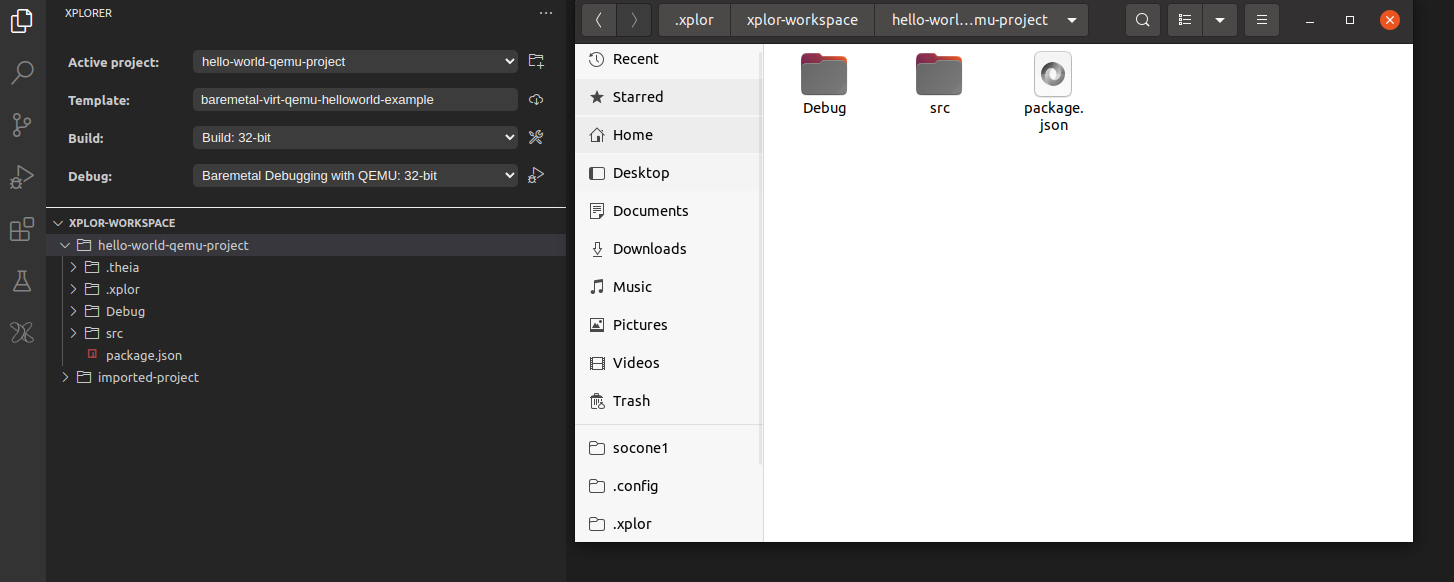 XPLORER
Active project:
hello-world-qemu-project
Template:
baremetal-virt-qemu-helloworld-example
Build:
Build: 32-bit
Debug:
Baremetal Debugging with QEMU: 32-bit
XPLOR-WORKSPACE
hello-world-qemu-project
.theia
.xplor
Debug
src
package.json
imported-project
.xplor
xplor-workspace
hello-worl…mu-project
Recent
Starred
Home
Desktop
Documents
Downloads
Music
Pictures
Videos
Trash
socone1
.config
.xplor
Debug
src
package.
json